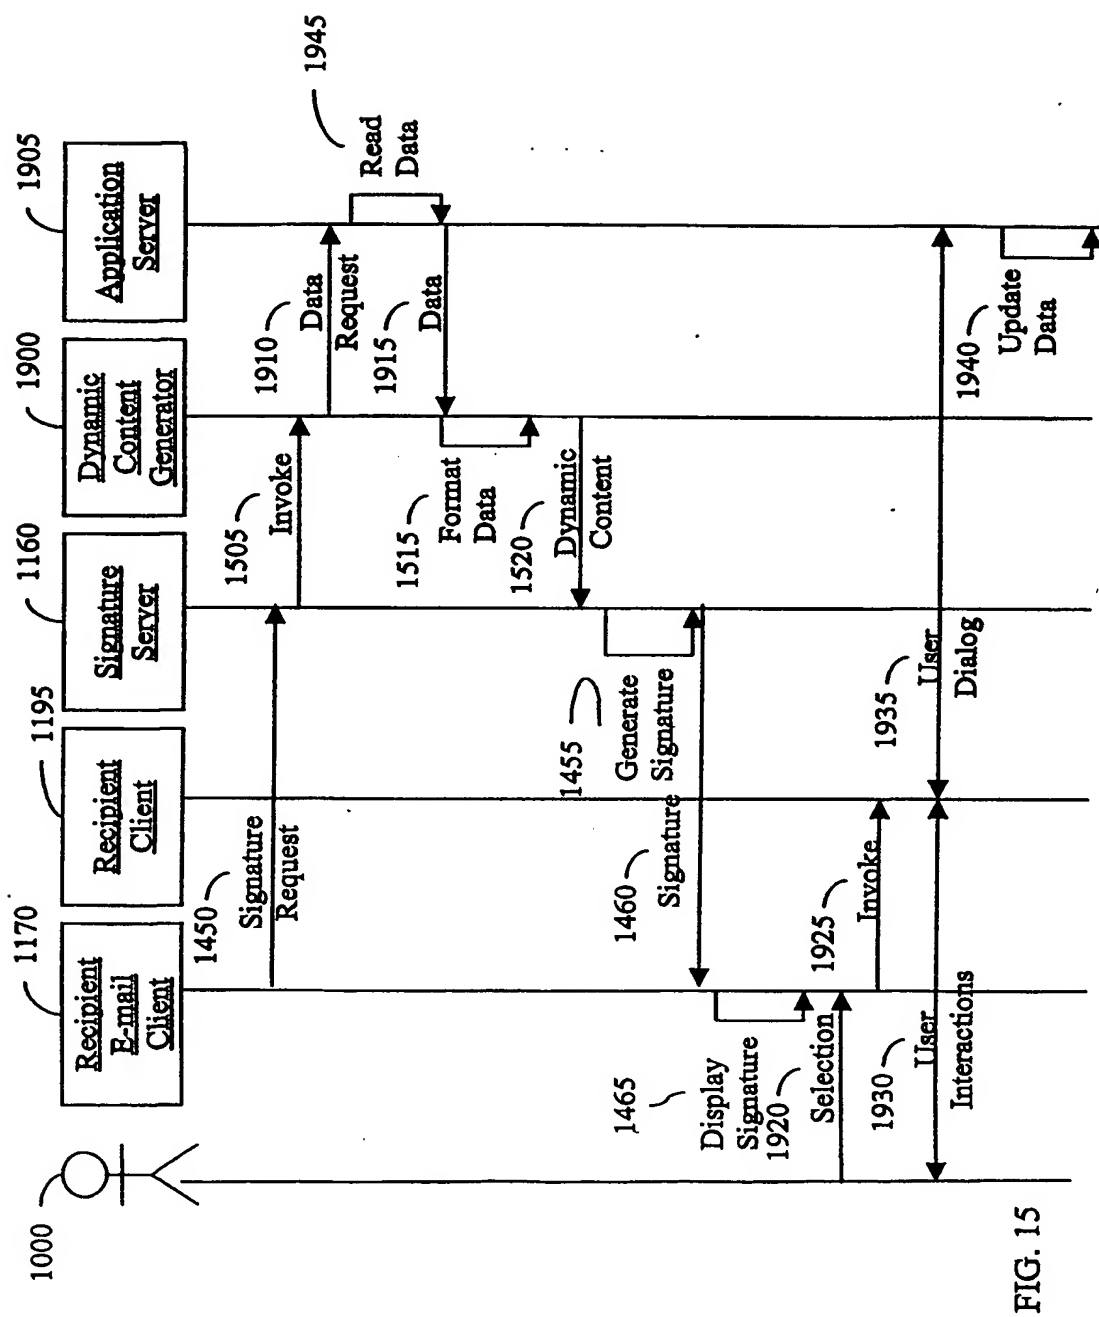 1000
1170
Recipient
E-mail
Client
1195
Recipient
Client
1160
Signature
Server
1900
Dynamic
Content
Generator
1905
Application
Server
1450
Signature
Request
1505
Invoke
1910
Data
Request
1945
Read
Data
1915
Data
1515
Format
Data
1520
Dynamic
Content
1455
Generate
Signature
1460
Signature
1465
Display
Signature
1920
Selection
1925
Invoke
1930
User
Interactions
1935
User
Dialog
1940
Update
Data
FIG. 15